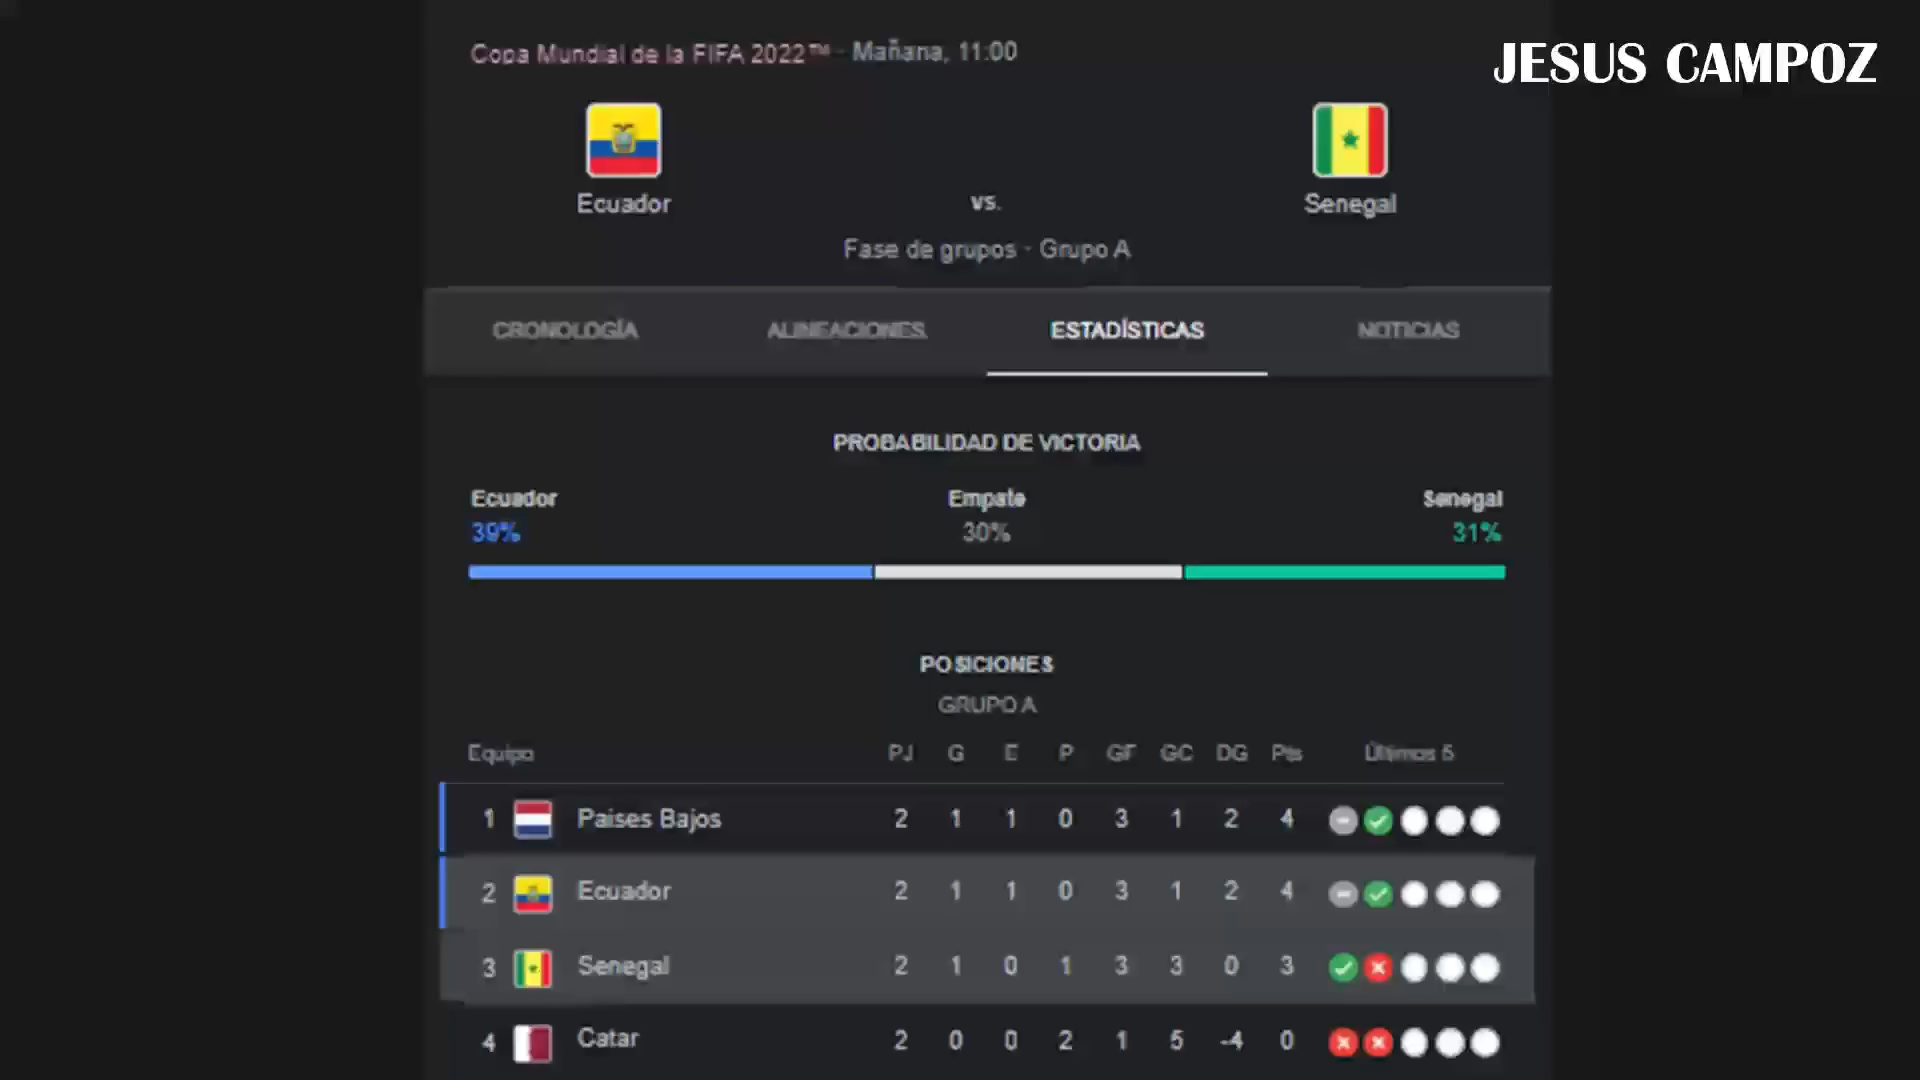 Copa Mundial de la FIFA 2022™ - Mañana, 11:00
JESUS CAMPOZ
Ecuador vs. Senegal
Fase de grupos - Grupo A
CRONOLOGÍA ALINEACIONES ESTADÍSTICAS NOTICIAS
PROBABILIDAD DE VICTORIA
Ecuador Empate Senegal
39% 30% 31%
POSICIONES
GRUPO A
Equipo PJ G E P GF GC DG Pts Últimos 5
1 Países Bajos 2 1 1 0 3 1 2 4
2 Ecuador 2 1 1 0 3 1 2 4
3 Senegal 2 1 0 1 3 3 0 3
4 Catar 2 0 0 2 1 5 -4 0